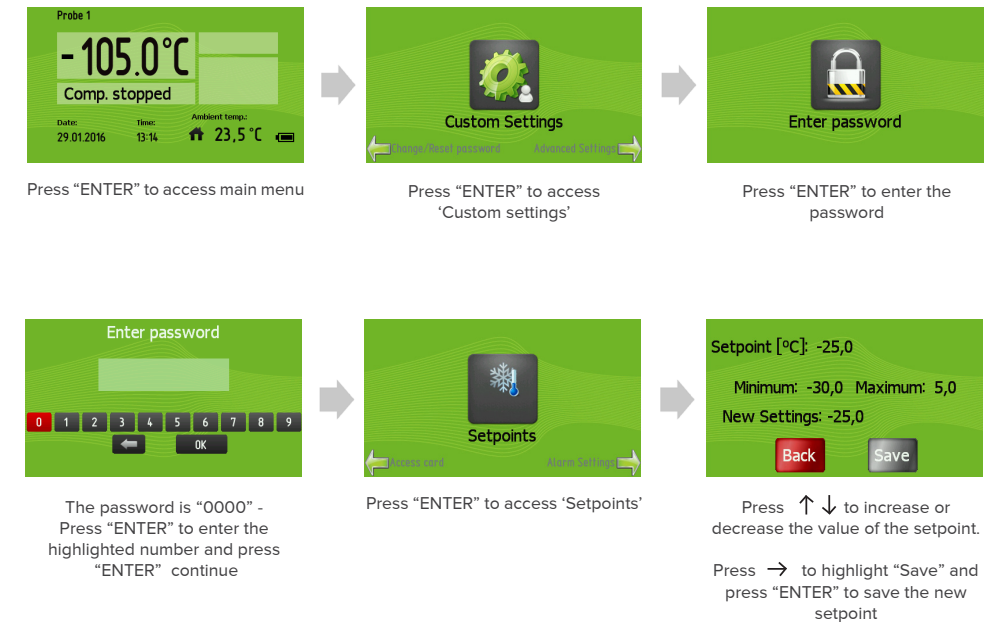 Probe 1
-105.0°C
Comp. stopped
Date:
Time:
Ambient temp.:
29.01.2016
13:14
23,5 °C
Press “ENTER” to access main menu
Custom Settings
Change/Reset password
Advanced Settings
Press “ENTER” to access
‘Custom settings’
Enter password
Press “ENTER” to enter the
password
Enter password
0 1 2 3 4 5 6 7 8 9
OK
The password is “0000” -
Press “ENTER” to enter the
highlighted number and press
“ENTER” continue
Setpoints
Access card
Alarm Settings
Press “ENTER” to access ‘Setpoints’
Setpoint [ºC]: -25,0
Minimum: -30,0 Maximum: 5,0
New Settings: -25,0
Back
Save
Press ↑ ↓ to increase or
decrease the value of the setpoint.
Press → to highlight “Save” and
press “ENTER” to save the new
setpoint